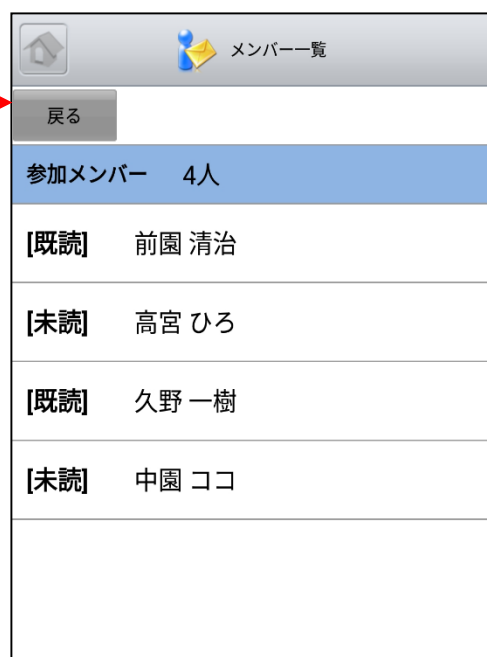 メンバー一覧
戻る
参加メンバー 4人
[既読] 前園 清治
[未読] 高宮 ひろ
[既読] 久野 一樹
[未読] 中園 ココ